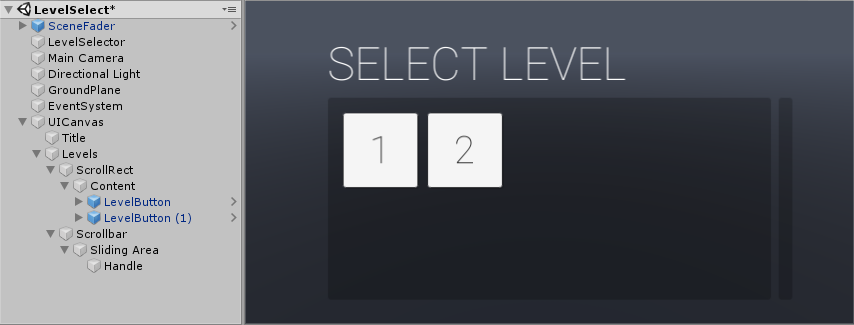 LevelSelect*
SceneFader
LevelSelector
Main Camera
Directional Light
GroundPlane
EventSystem
UICanvas
Title
Levels
ScrollRect
Content
LevelButton
LevelButton (1)
Scrollbar
Sliding Area
Handle
SELECT LEVEL
1 2